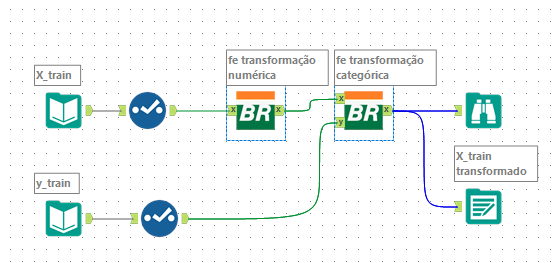 fe transformação
numérica
fe transformação
categórica
X_train
x
BR
x
x
y
BR
x
X_train
transformado
y_train